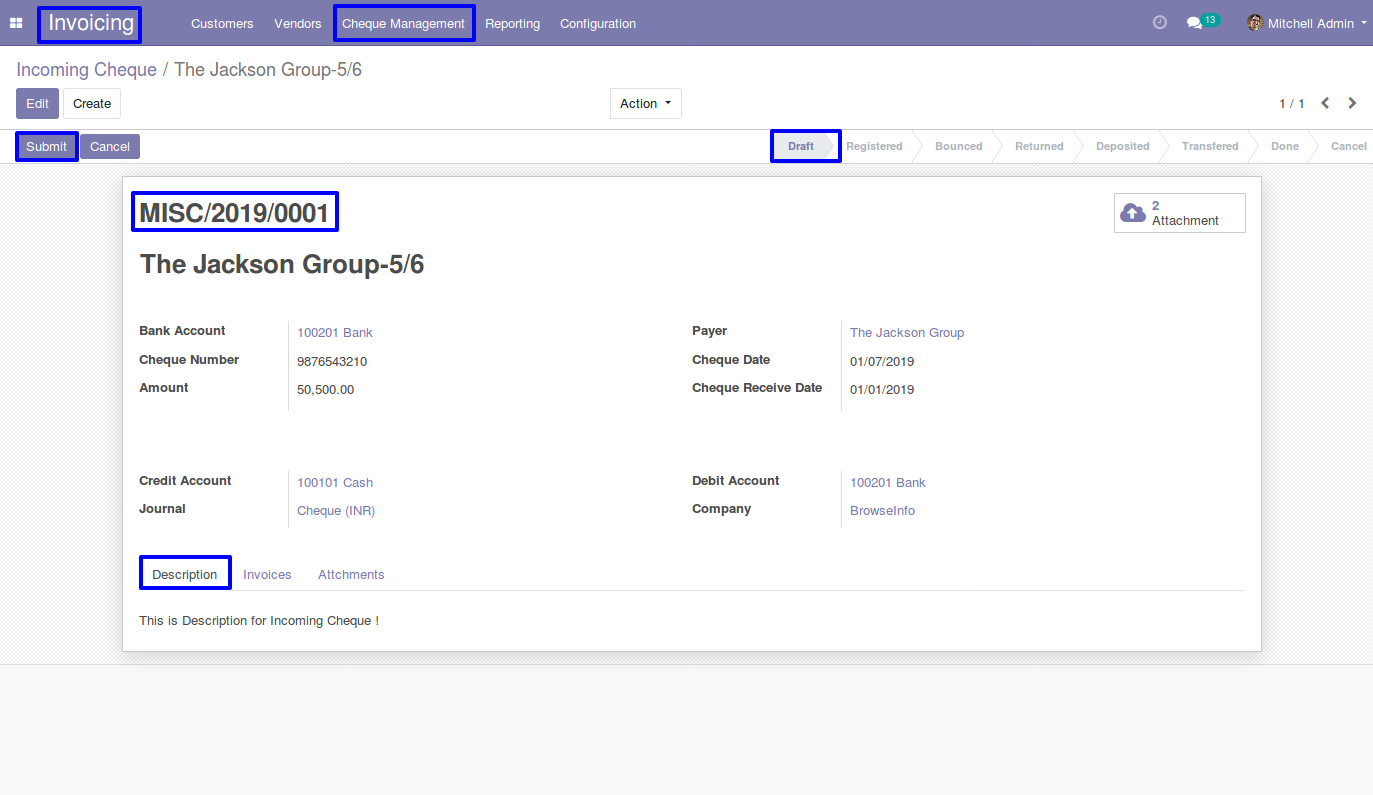 Invoicing Customers Vendors Cheque Management Reporting Configuration 13 Mitchell Admin
Incoming Cheque / The Jackson Group-5/6
Edit Create Action 1 / 1
Submit Cancel Draft Registered Bounced Returned Deposited Transfered Done Cancel
MISC/2019/0001
2
Attachment
The Jackson Group-5/6
Bank Account 100201 Bank Payer The Jackson Group
Cheque Number 9876543210 Cheque Date 01/07/2019
Amount 50,500.00 Cheque Receive Date 01/01/2019
Credit Account 100101 Cash Debit Account 100201 Bank
Journal Cheque (INR) Company BrowseInfo
Description Invoices Attchments
This is Description for Incoming Cheque !